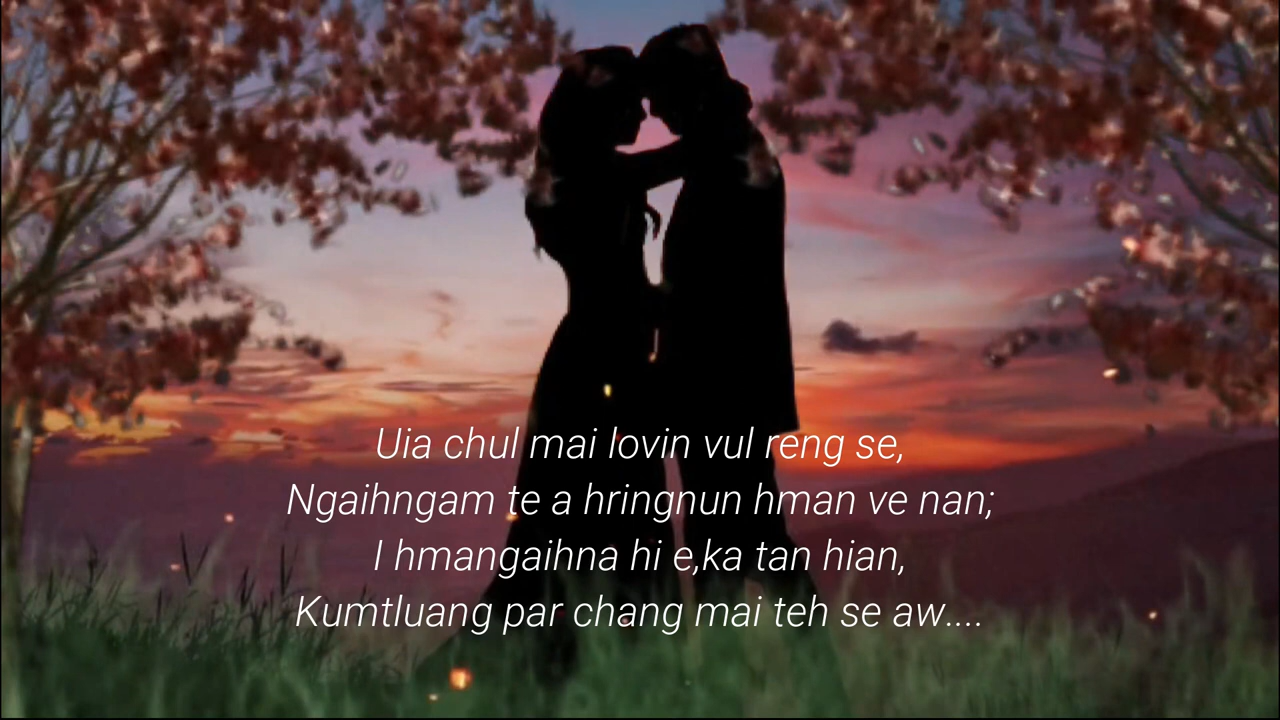 Uia chul mai lovin vul reng se,
Ngaihngam te a hringnun hman ve nan;
I hmangaihna hi e,ka tan hian,
Kumtluang par chang mai teh se aw....